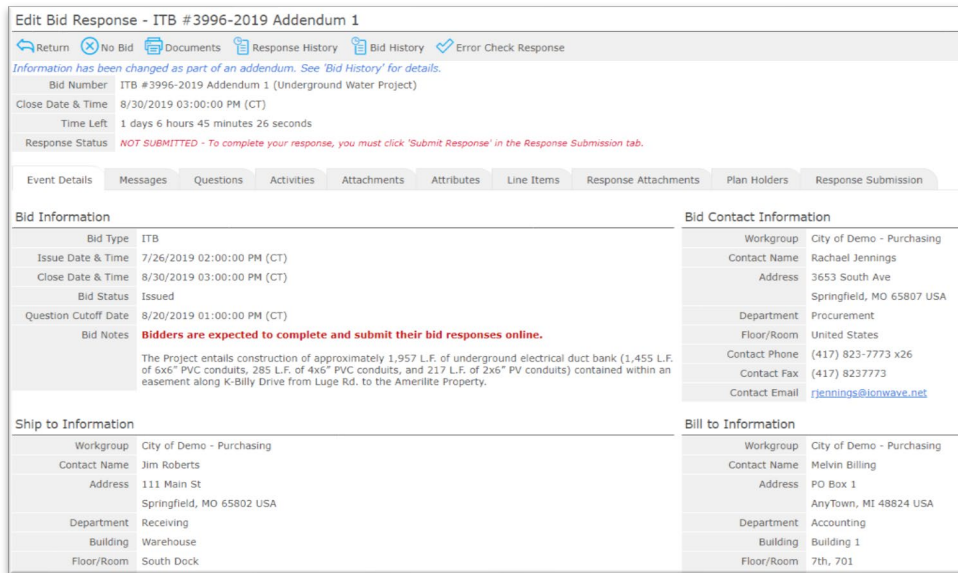 Edit Bid Response - ITB #3996-2019 Addendum 1
Return No Bid Documents Response History Bid History Error Check Response
Information has been changed as part of an addendum. See 'Bid History' for details.
Bid Number ITB #3996-2019 Addendum 1 (Underground Water Project)
Close Date & Time 8/30/2019 03:00:00 PM (CT)
Time Left 1 days 6 hours 45 minutes 26 seconds
Response Status NOT SUBMITTED - To complete your response, you must click 'Submit Response' in the Response Submission tab.
Event Details Messages Questions Activities Attachments Attributes Line Items Response Attachments Plan Holders Response Submission
Bid Information
Bid Type ITB
Issue Date & Time 7/26/2019 02:00:00 PM (CT)
Close Date & Time 8/30/2019 03:00:00 PM (CT)
Bid Status Issued
Question Cutoff Date 8/20/2019 01:00:00 PM (CT)
Bid Notes Bidders are expected to complete and submit their bid responses online.
The Project entails construction of approximately 1,957 L.F. of underground electrical duct bank (1,455 L.F.
of 6x6" PVC conduits, 285 L.F. of 4x6" PVC conduits, and 217 L.F. of 2x6" PV conduits) contained within an
easement along K-Billy Drive from Luge Rd. to the Amerilite Property.
Bid Contact Information
Workgroup City of Demo - Purchasing
Contact Name Rachael Jennings
Address 3653 South Ave
Springfield, MO 65807 USA
Department Procurement
Floor/Room United States
Contact Phone (417) 823-7773 x26
Contact Fax (417) 8237773
Contact Email rjennings@ionwave.net
Ship to Information
Workgroup City of Demo - Purchasing
Contact Name Jim Roberts
Address 111 Main St
Springfield, MO 65802 USA
Department Receiving
Building Warehouse
Floor/Room South Dock
Bill to Information
Workgroup City of Demo - Purchasing
Contact Name Melvin Billing
Address PO Box 1
AnyTown, MI 48824 USA
Department Accounting
Building Building 1
Floor/Room 7th, 701